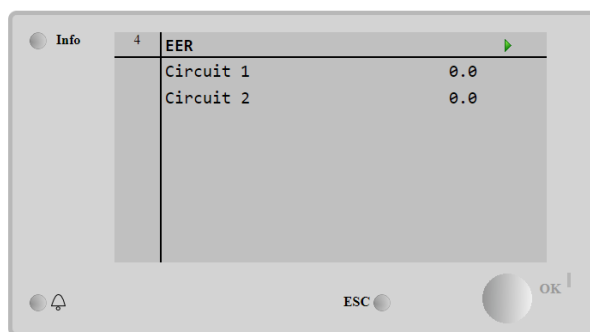 Info
4 EER
Circuit 1 0.0
Circuit 2 0.0
ESC
OK